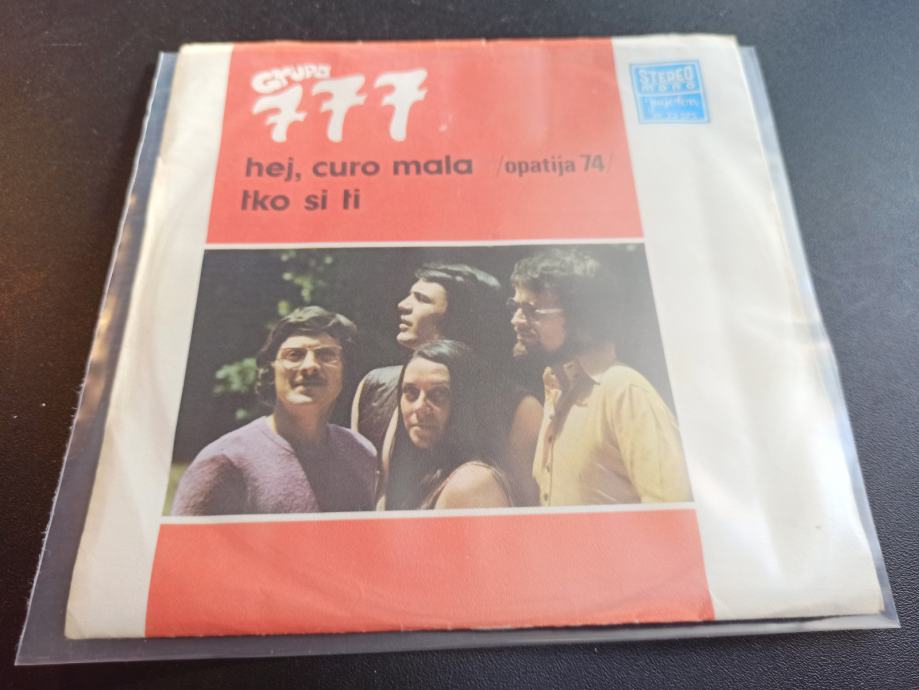 GRUPA
777
hej, curo mala /opatija 74/
tko si ti
STEREO
mono
jugoton